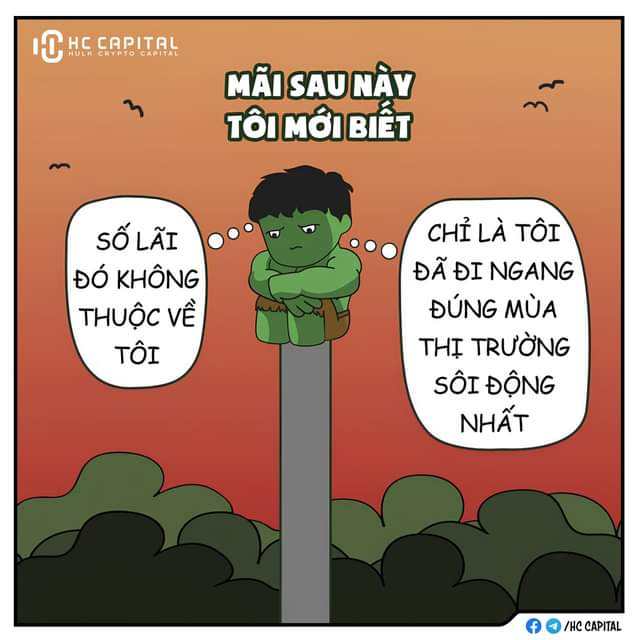 HC CAPITAL
HULK CRYPTO CAPITAL
MÃI SAU NÀY
TÔI MỚI BIẾT
SỐ LÃI
ĐÓ KHÔNG
THUỘC VỀ
TÔI
CHỈ LÀ TÔI
ĐÃ ĐI NGANG
ĐÚNG MÙA
THỊ TRƯỜNG
SÔI ĐỘNG
NHẤT
/HC CAPITAL